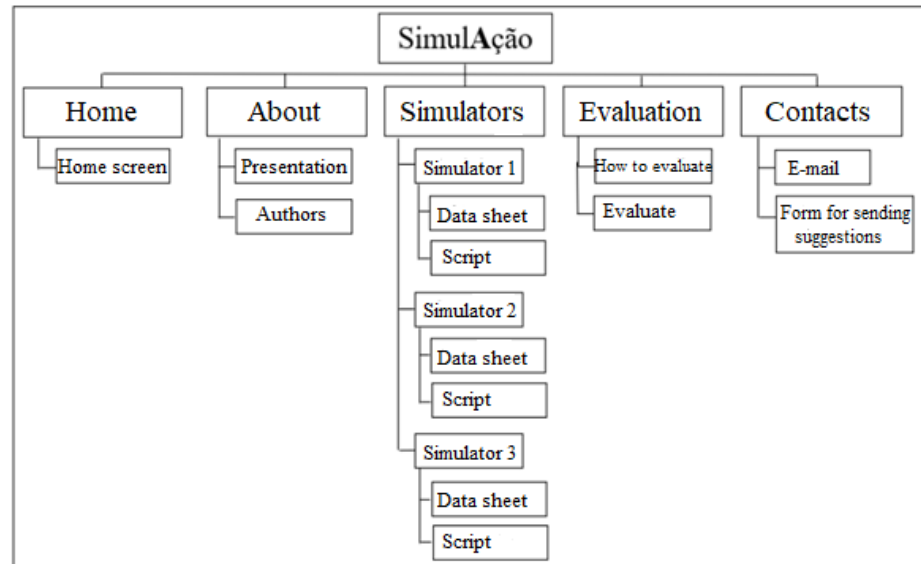 SimulAção
Home
Home screen
About
Presentation
Authors
Simulators
Simulator 1
Data sheet
Script
Simulator 2
Data sheet
Script
Simulator 3
Data sheet
Script
Evaluation
How to evaluate
Evaluate
Contacts
E-mail
Form for sending
suggestions